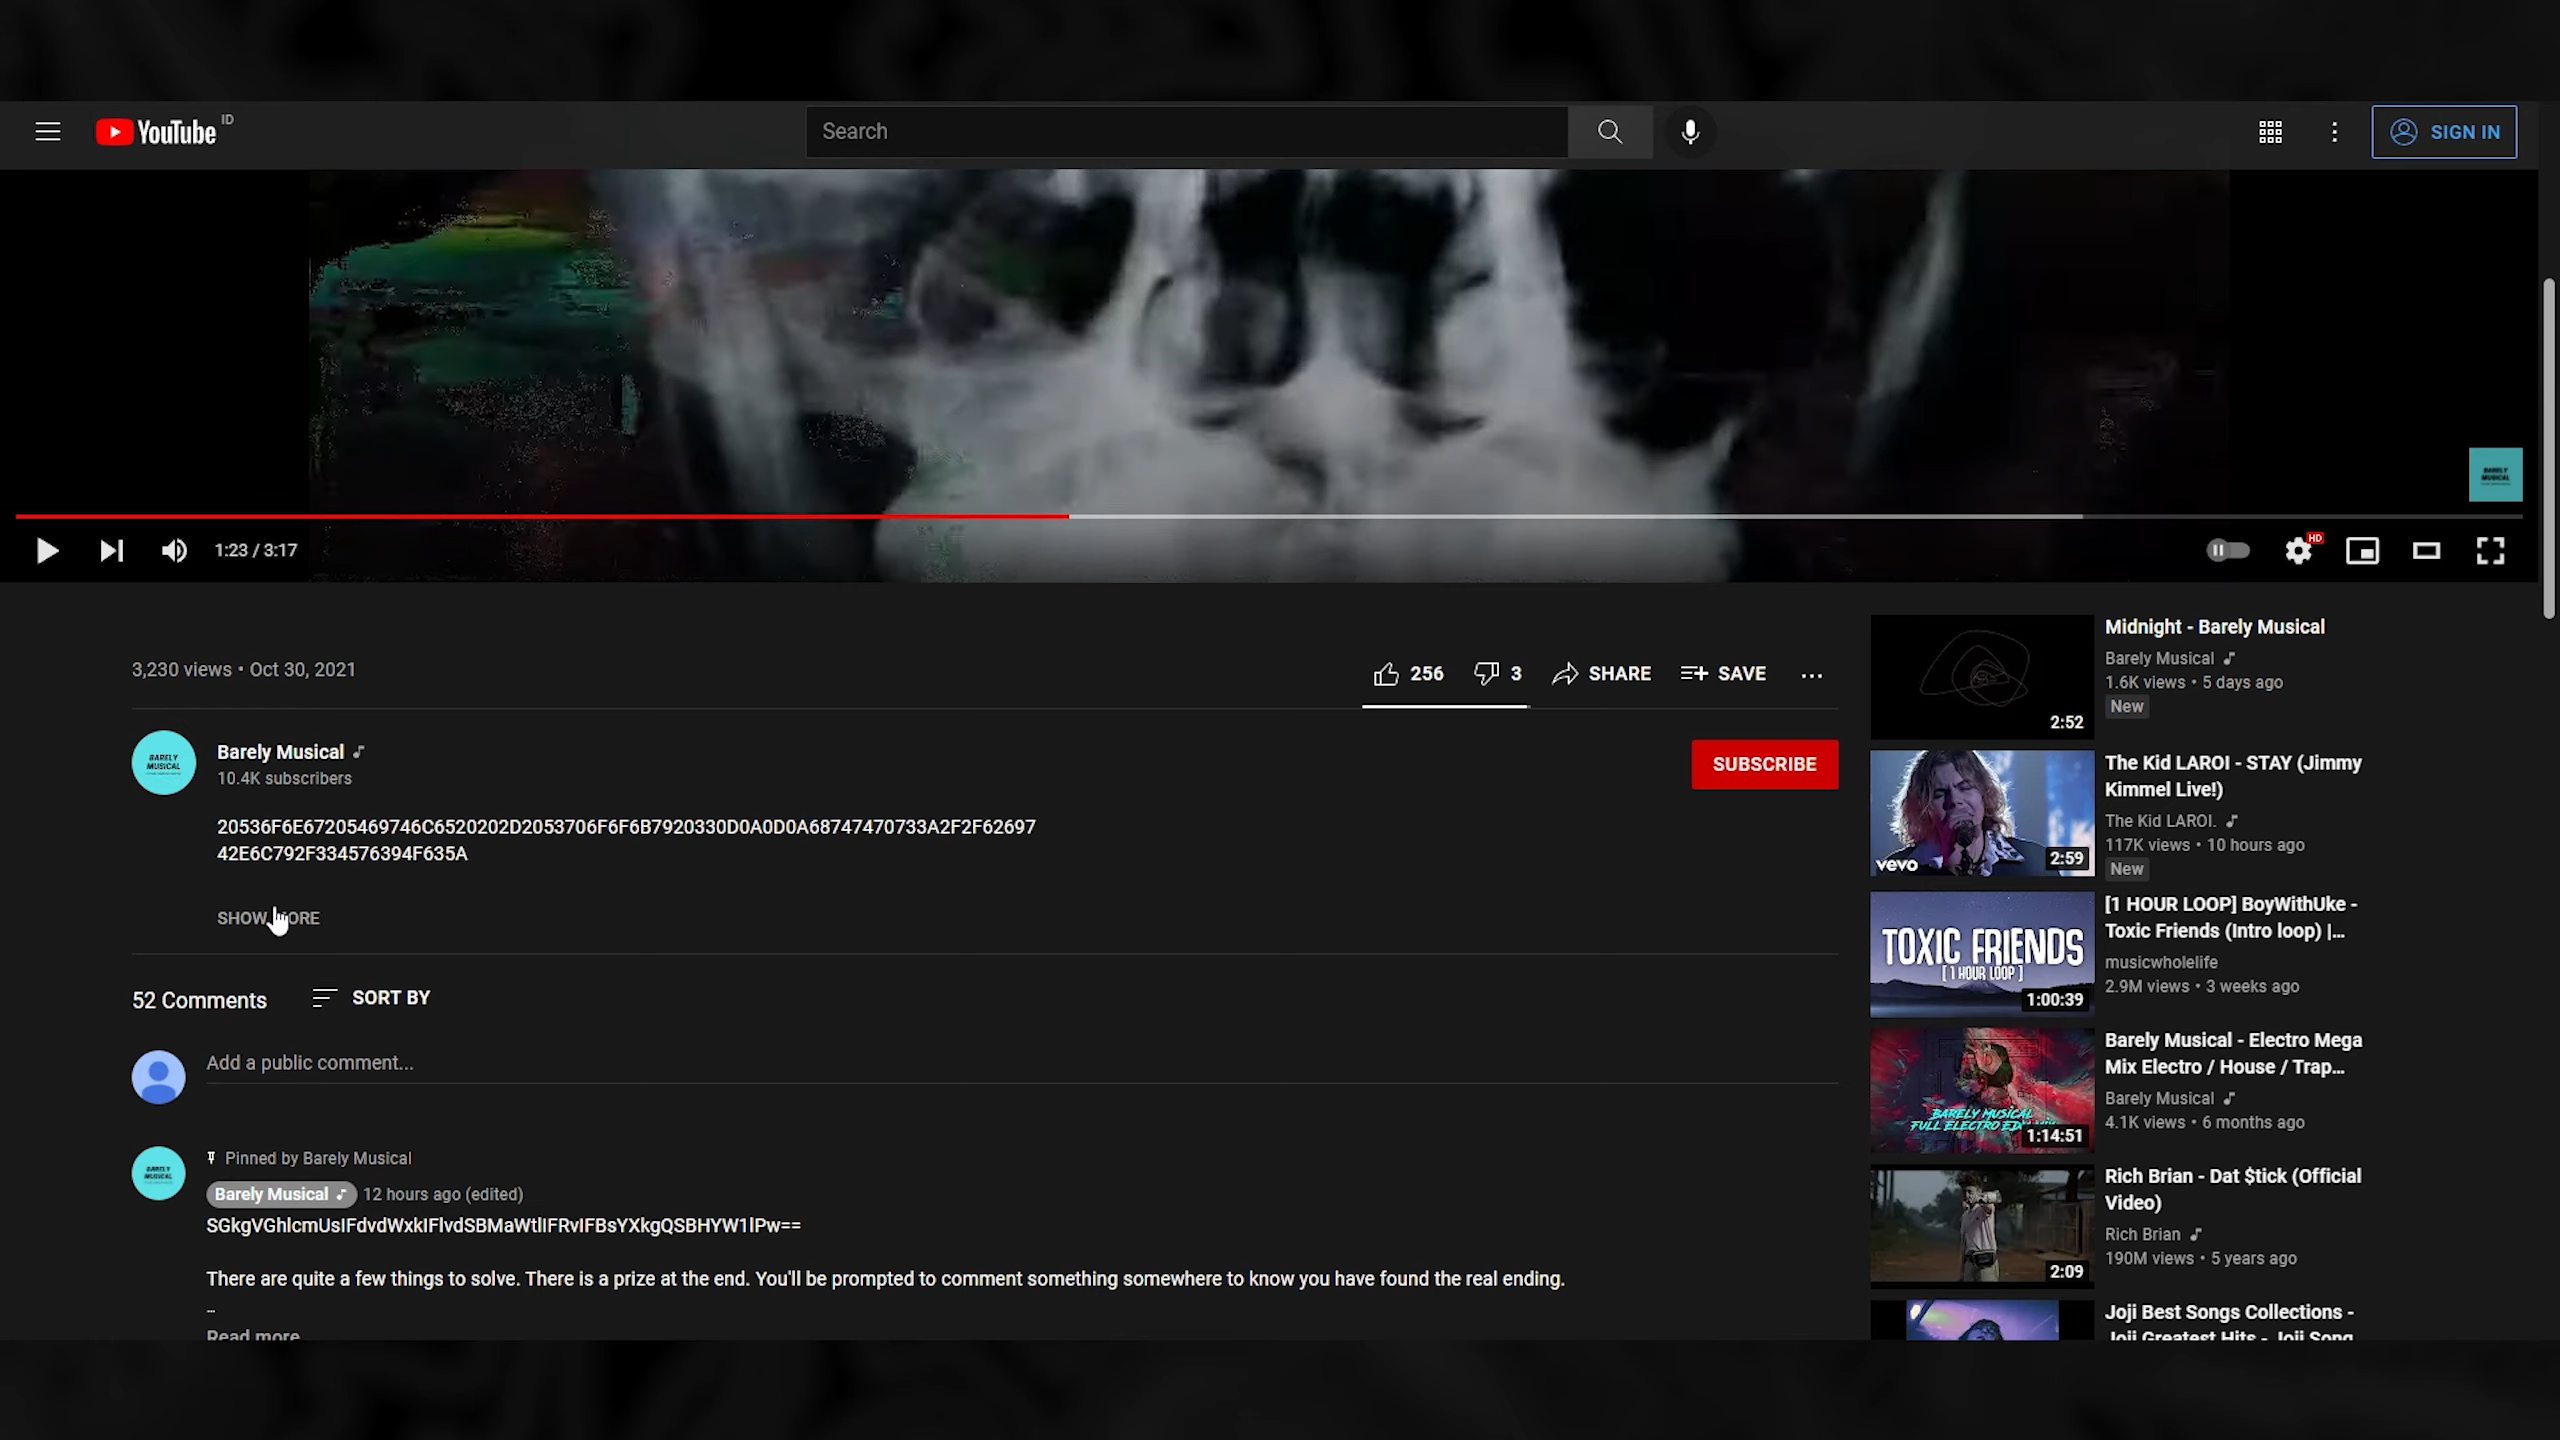 YouTube ID
Search
SIGN IN
BARELY MUSICAL
1:23 / 3:17
HD
3,230 views • Oct 30, 2021
256
3
SHARE
SAVE
BARELY MUSICAL
Barely Musical
10.4K subscribers
SUBSCRIBE
20536F6E67205469746C6520202D2053706F6F6B7920330D0A0D0A68747470733A2F2F62697
42E6C792F334576394F635A
SHOW MORE
52 Comments
SORT BY
Add a public comment...
BARELY MUSICAL
Pinned by Barely Musical
Barely Musical 12 hours ago (edited)
SGkgVGhlcmUsIFdvdWxkIFlvdSBMaWtlIFRvIFBsYXkgQSBHYW1lPw==
There are quite a few things to solve. There is a prize at the end. You'll be prompted to comment something somewhere to know you have found the real ending.
..
Read more
2:52
Midnight - Barely Musical
Barely Musical
1.6K views • 5 days ago
New
vevo
2:59
The Kid LAROI - STAY (Jimmy
Kimmel Live!)
The Kid LAROI.
117K views • 10 hours ago
New
TOXIC FRIENDS
[ 1 HOUR LOOP ]
1:00:39
[1 HOUR LOOP] BoyWithUke -
Toxic Friends (Intro loop) |...
musicwholelife
2.9M views • 3 weeks ago
BARELY MUSICAL
FULL ELECTRO EDM MIX
1:14:51
Barely Musical - Electro Mega
Mix Electro / House / Trap...
Barely Musical
4.1K views • 6 months ago
2:09
Rich Brian - Dat $tick (Official
Video)
Rich Brian
190M views • 5 years ago
Joji Best Songs Collections -
Joji Greatest Hits - Joji Song